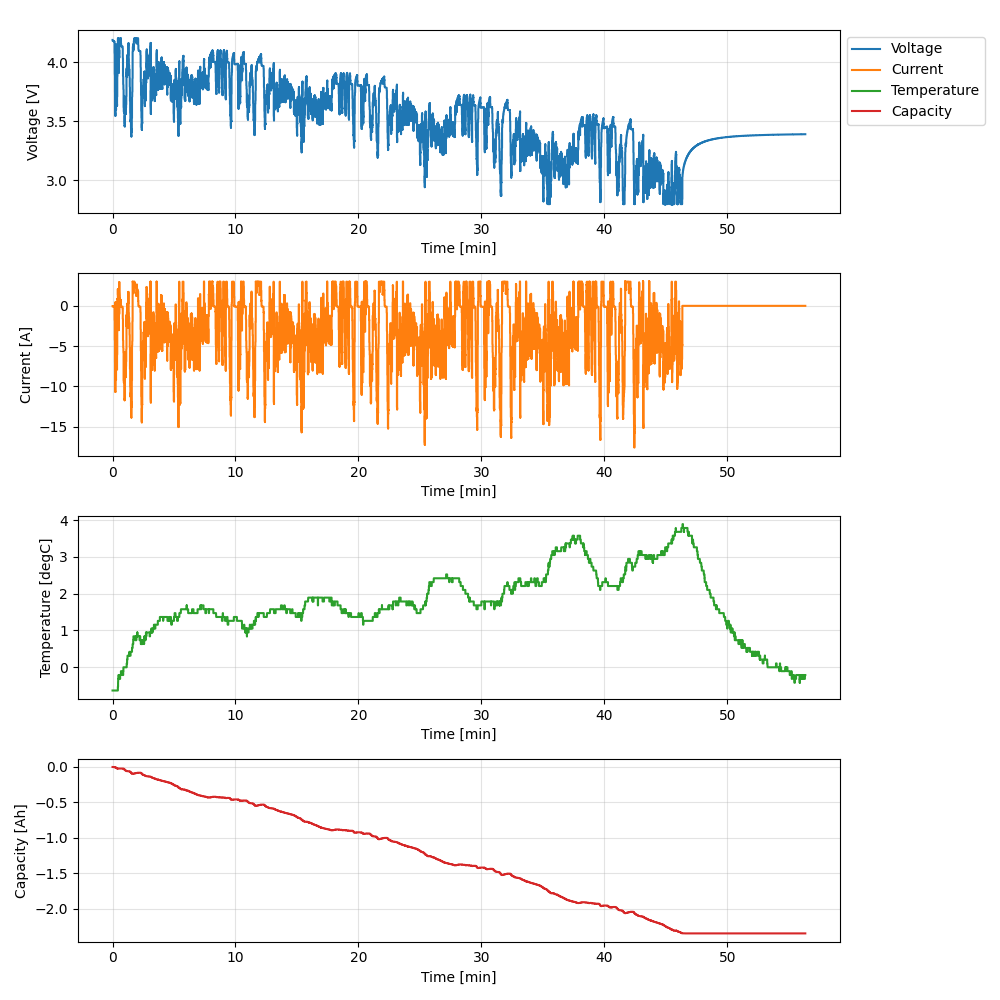 4.0
3.5
3.0
Voltage [V]
0 10 20 30 40 50
Time [min]
Voltage
Current
Temperature
Capacity
0
−5
−10
−15
Current [A]
0 10 20 30 40 50
Time [min]
4
3
2
1
0
Temperature [degC]
0 10 20 30 40 50
Time [min]
0.0
−0.5
−1.0
−1.5
−2.0
Capacity [Ah]
0 10 20 30 40 50
Time [min]